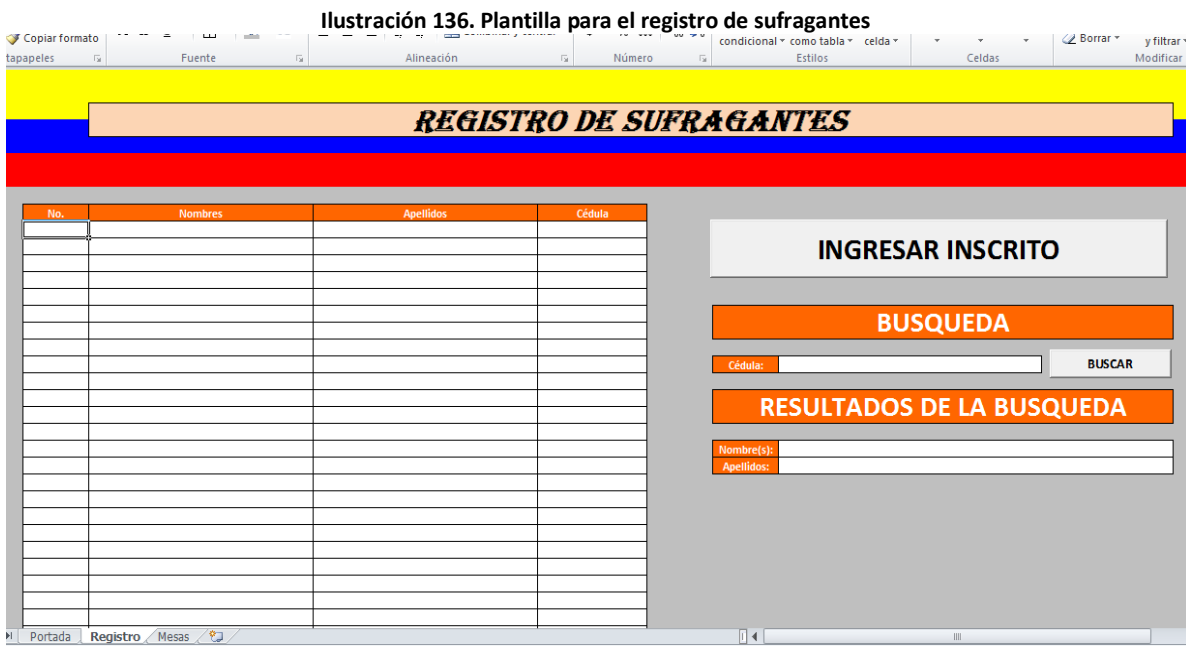 Ilustración 136. Plantilla para el registro de sufragantes
Copiar formato
condicional como tabla celda
Borrar
y filtrar
tapapeles Fuente Alineación Número Estilos Celdas Modificar
REGISTRO DE SUFRAGANTES
No. Nombres Apellidos Cédula
INGRESAR INSCRITO
BUSQUEDA
Cédula: BUSCAR
RESULTADOS DE LA BUSQUEDA
Nombre(s):
Apellidos:
Portada Registro Mesas